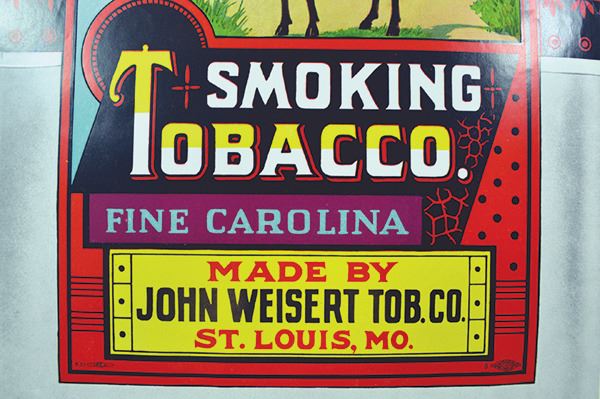 SMOKING
TOBACCO.
FINE CAROLINA
MADE BY
JOHN WEISERT TOB. CO.
ST. LOUIS, MO.